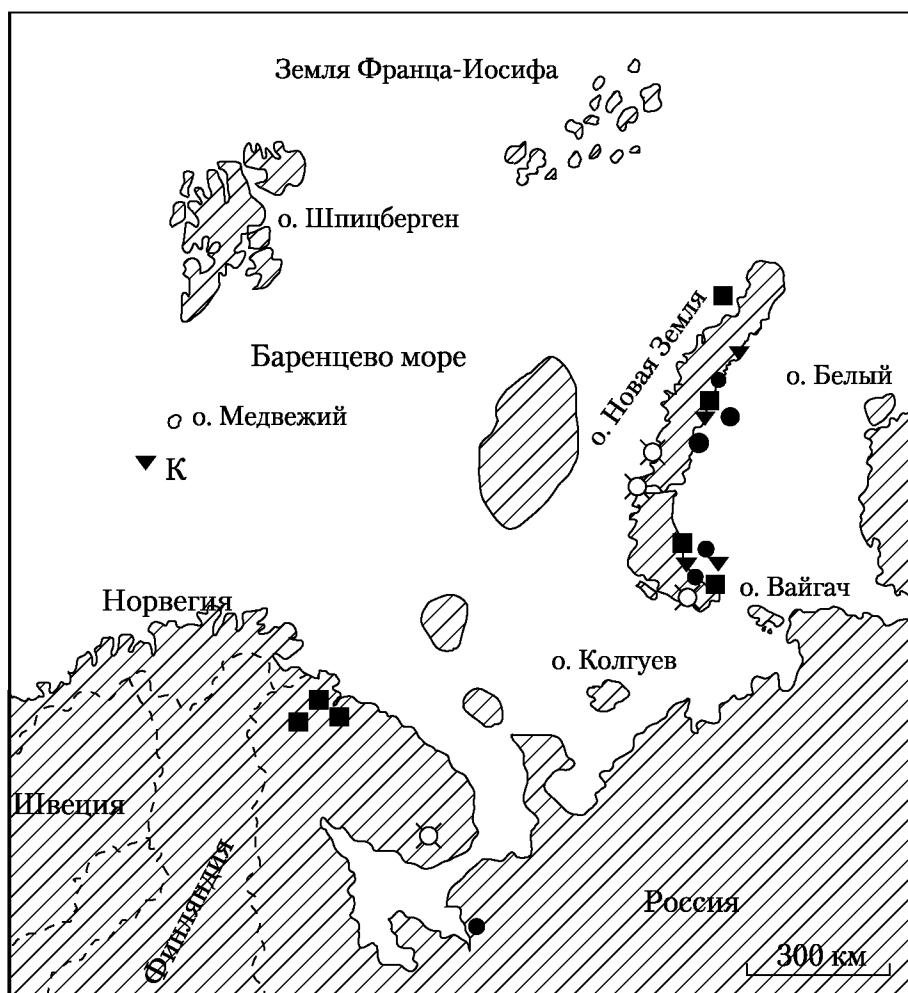 Земля Франца-Иосифа
о. Шпицберген
о. Новая Земля
Баренцево море
о. Белый
о. Медвежий
К
о. Вайгач
Норвегия
о. Колгуев
Швеция
Финляндия
Россия
300 км